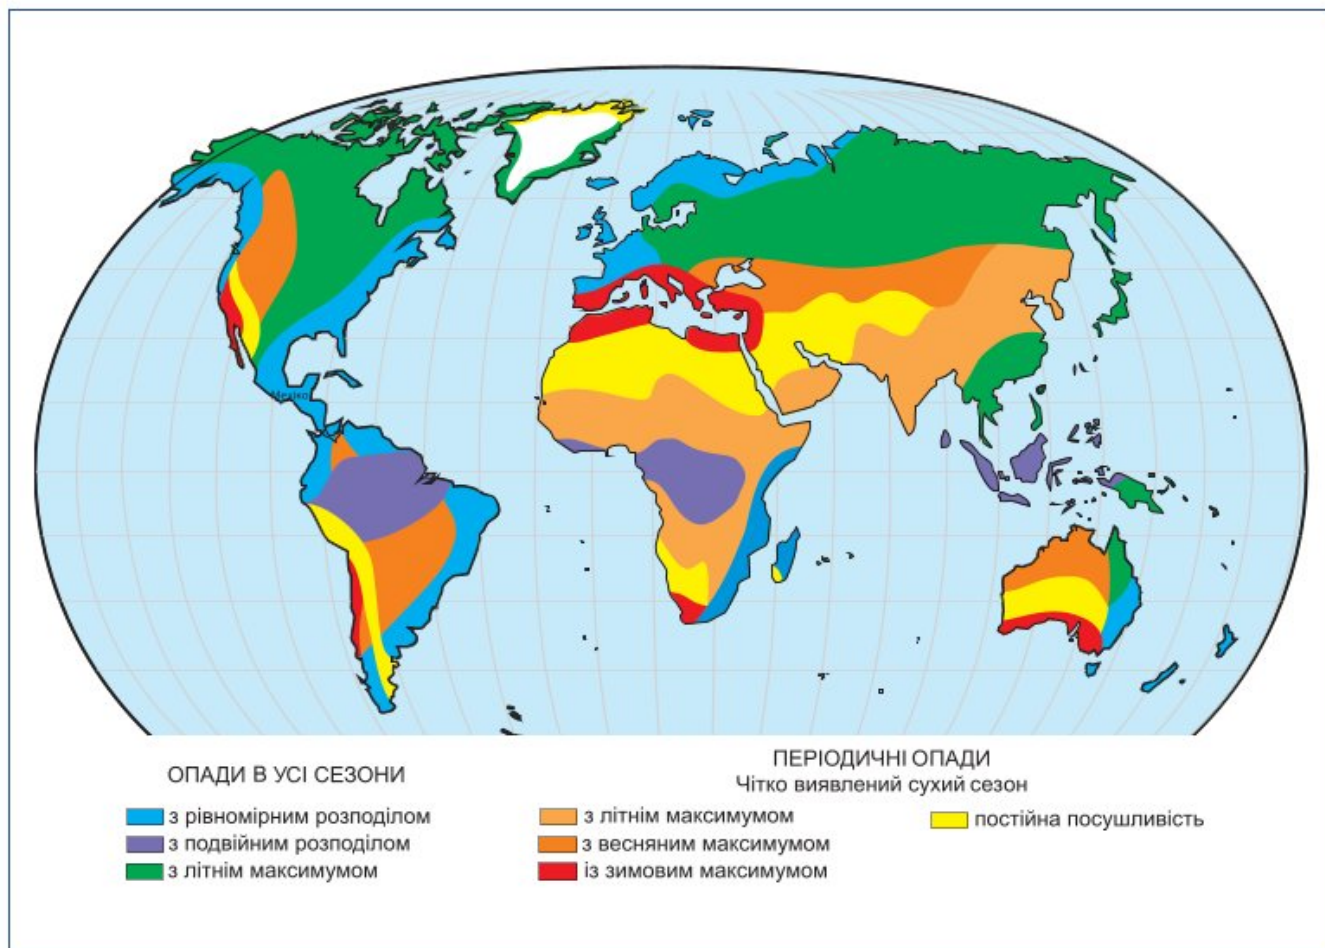 Мехіко
ОПАДИ В УСІ СЕЗОНИ
з рівномірним розподілом
з подвійним розподілом
з літнім максимумом
ПЕРІОДИЧНІ ОПАДИ
Чітко виявлений сухий сезон
з літнім максимумом
з весняним максимумом
із зимовим максимумом
постійна посушливість